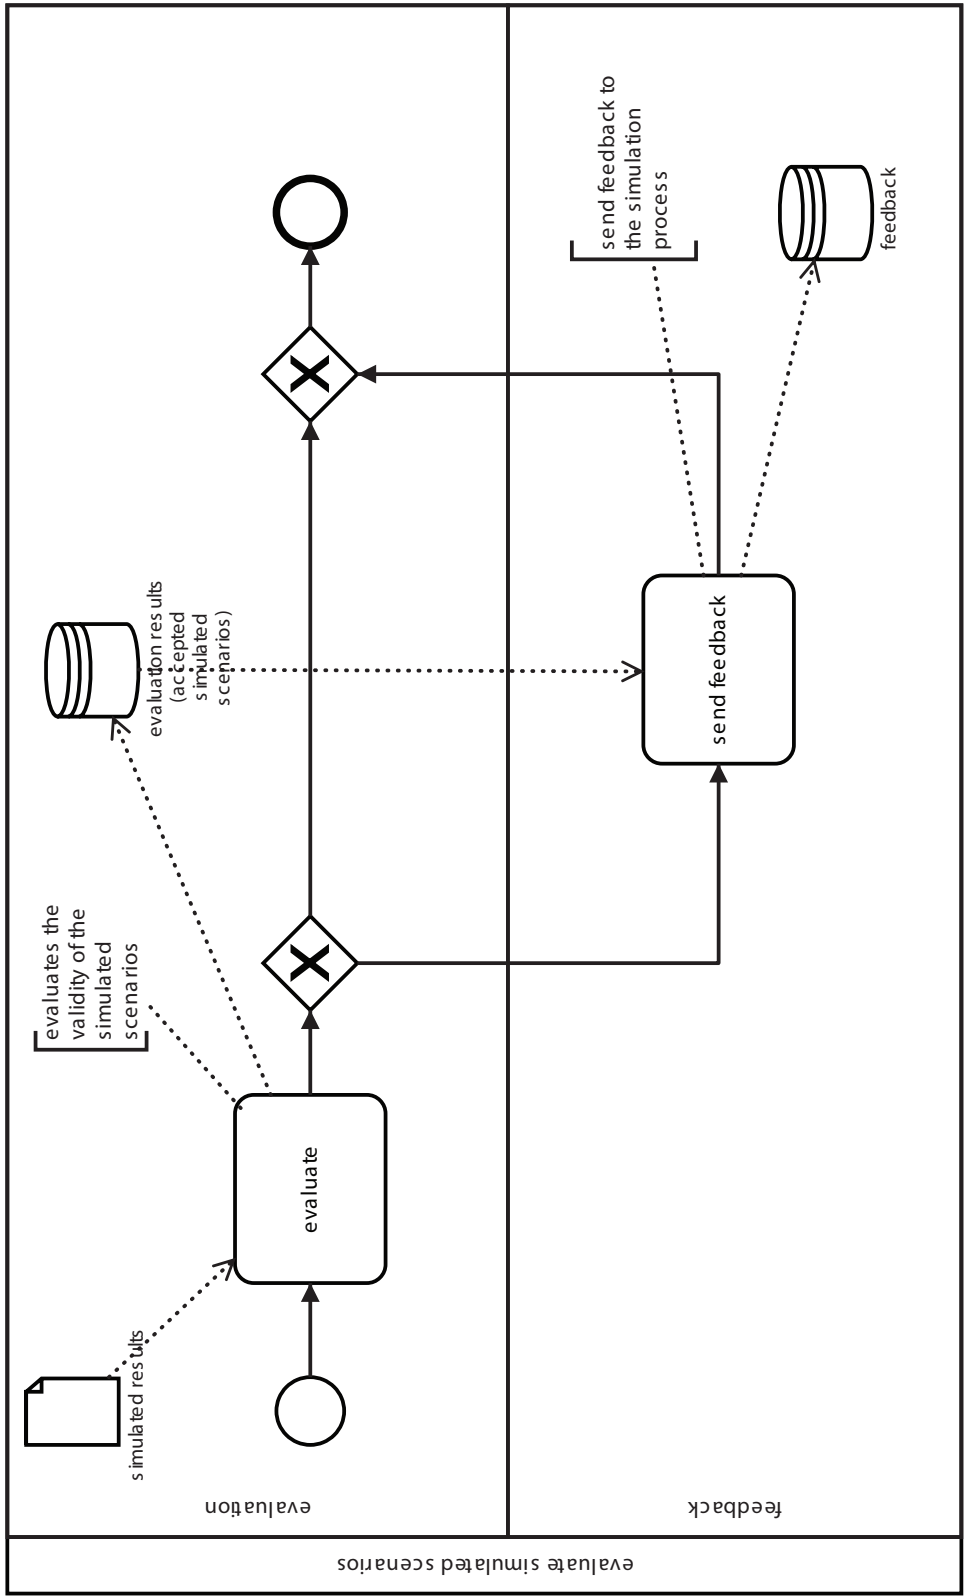 evaluate simulated scenarios
evaluation
feedback
simulated results
evaluate
evaluates the
validity of the
simulated
scenarios
evaluation results
(accepted
simulated
scenarios)
X
X
send feedback
send feedback to
the simulation
process
feedback